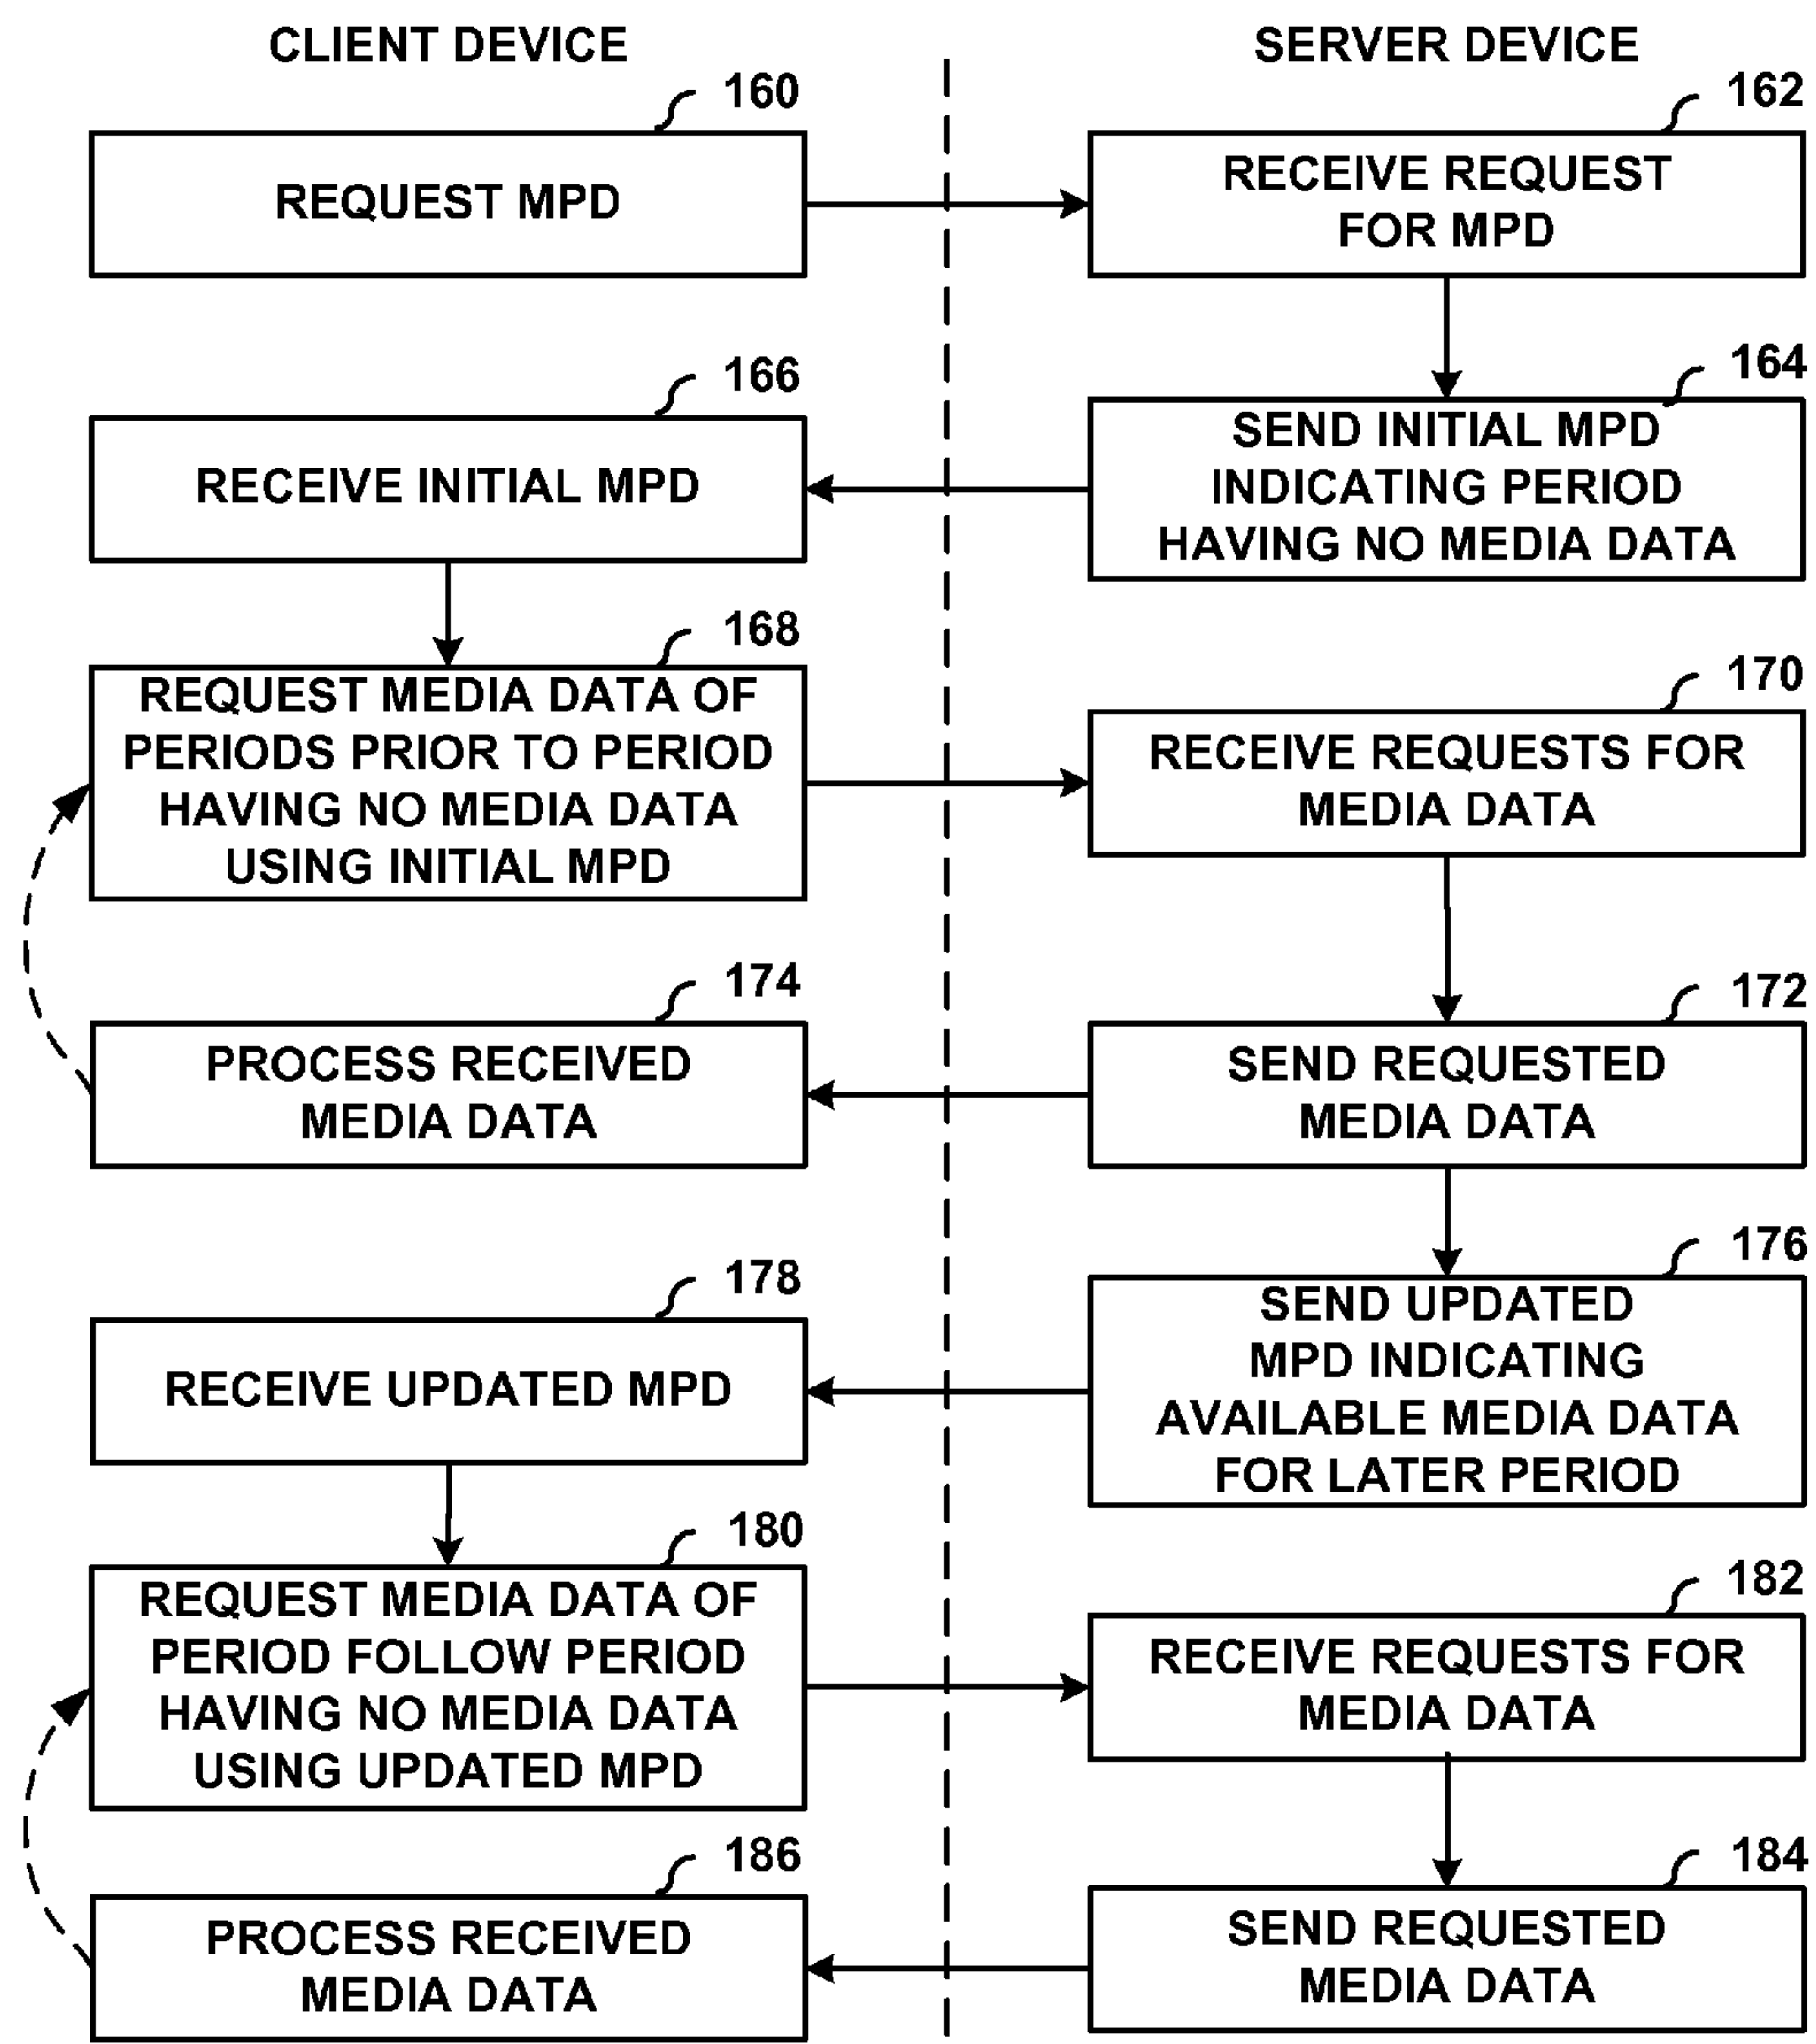 CLIENT DEVICE
SERVER DEVICE
160
REQUEST MPD
162
RECEIVE REQUEST
FOR MPD
164
SEND INITIAL MPD
INDICATING PERIOD
HAVING NO MEDIA DATA
166
RECEIVE INITIAL MPD
168
REQUEST MEDIA DATA OF
PERIODS PRIOR TO PERIOD
HAVING NO MEDIA DATA
USING INITIAL MPD
170
RECEIVE REQUESTS FOR
MEDIA DATA
172
SEND REQUESTED
MEDIA DATA
174
PROCESS RECEIVED
MEDIA DATA
176
SEND UPDATED
MPD INDICATING
AVAILABLE MEDIA DATA
FOR LATER PERIOD
178
RECEIVE UPDATED MPD
180
REQUEST MEDIA DATA OF
PERIOD FOLLOW PERIOD
HAVING NO MEDIA DATA
USING UPDATED MPD
182
RECEIVE REQUESTS FOR
MEDIA DATA
184
SEND REQUESTED
MEDIA DATA
186
PROCESS RECEIVED
MEDIA DATA